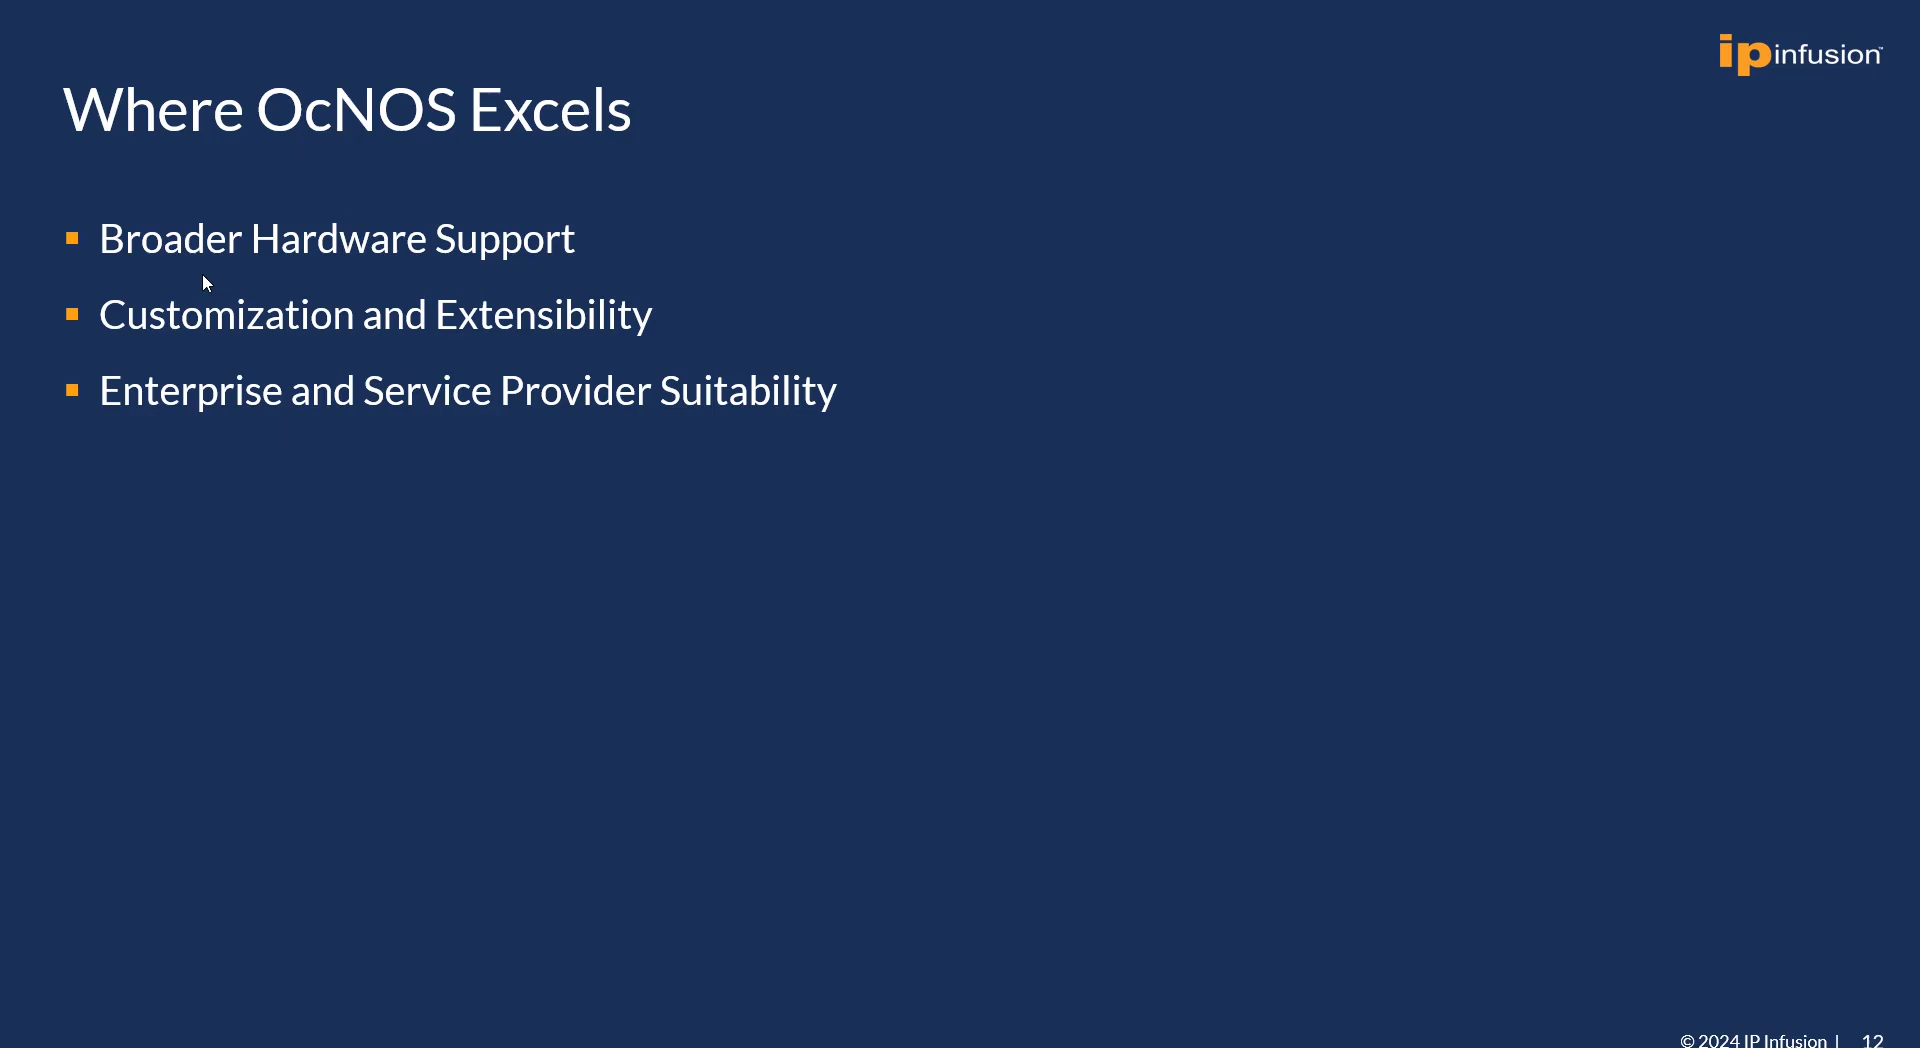 ip infusion™
Where OcNOS Excels
Broader Hardware Support
Customization and Extensibility
Enterprise and Service Provider Suitability
© 2024 IP Infusion | 12